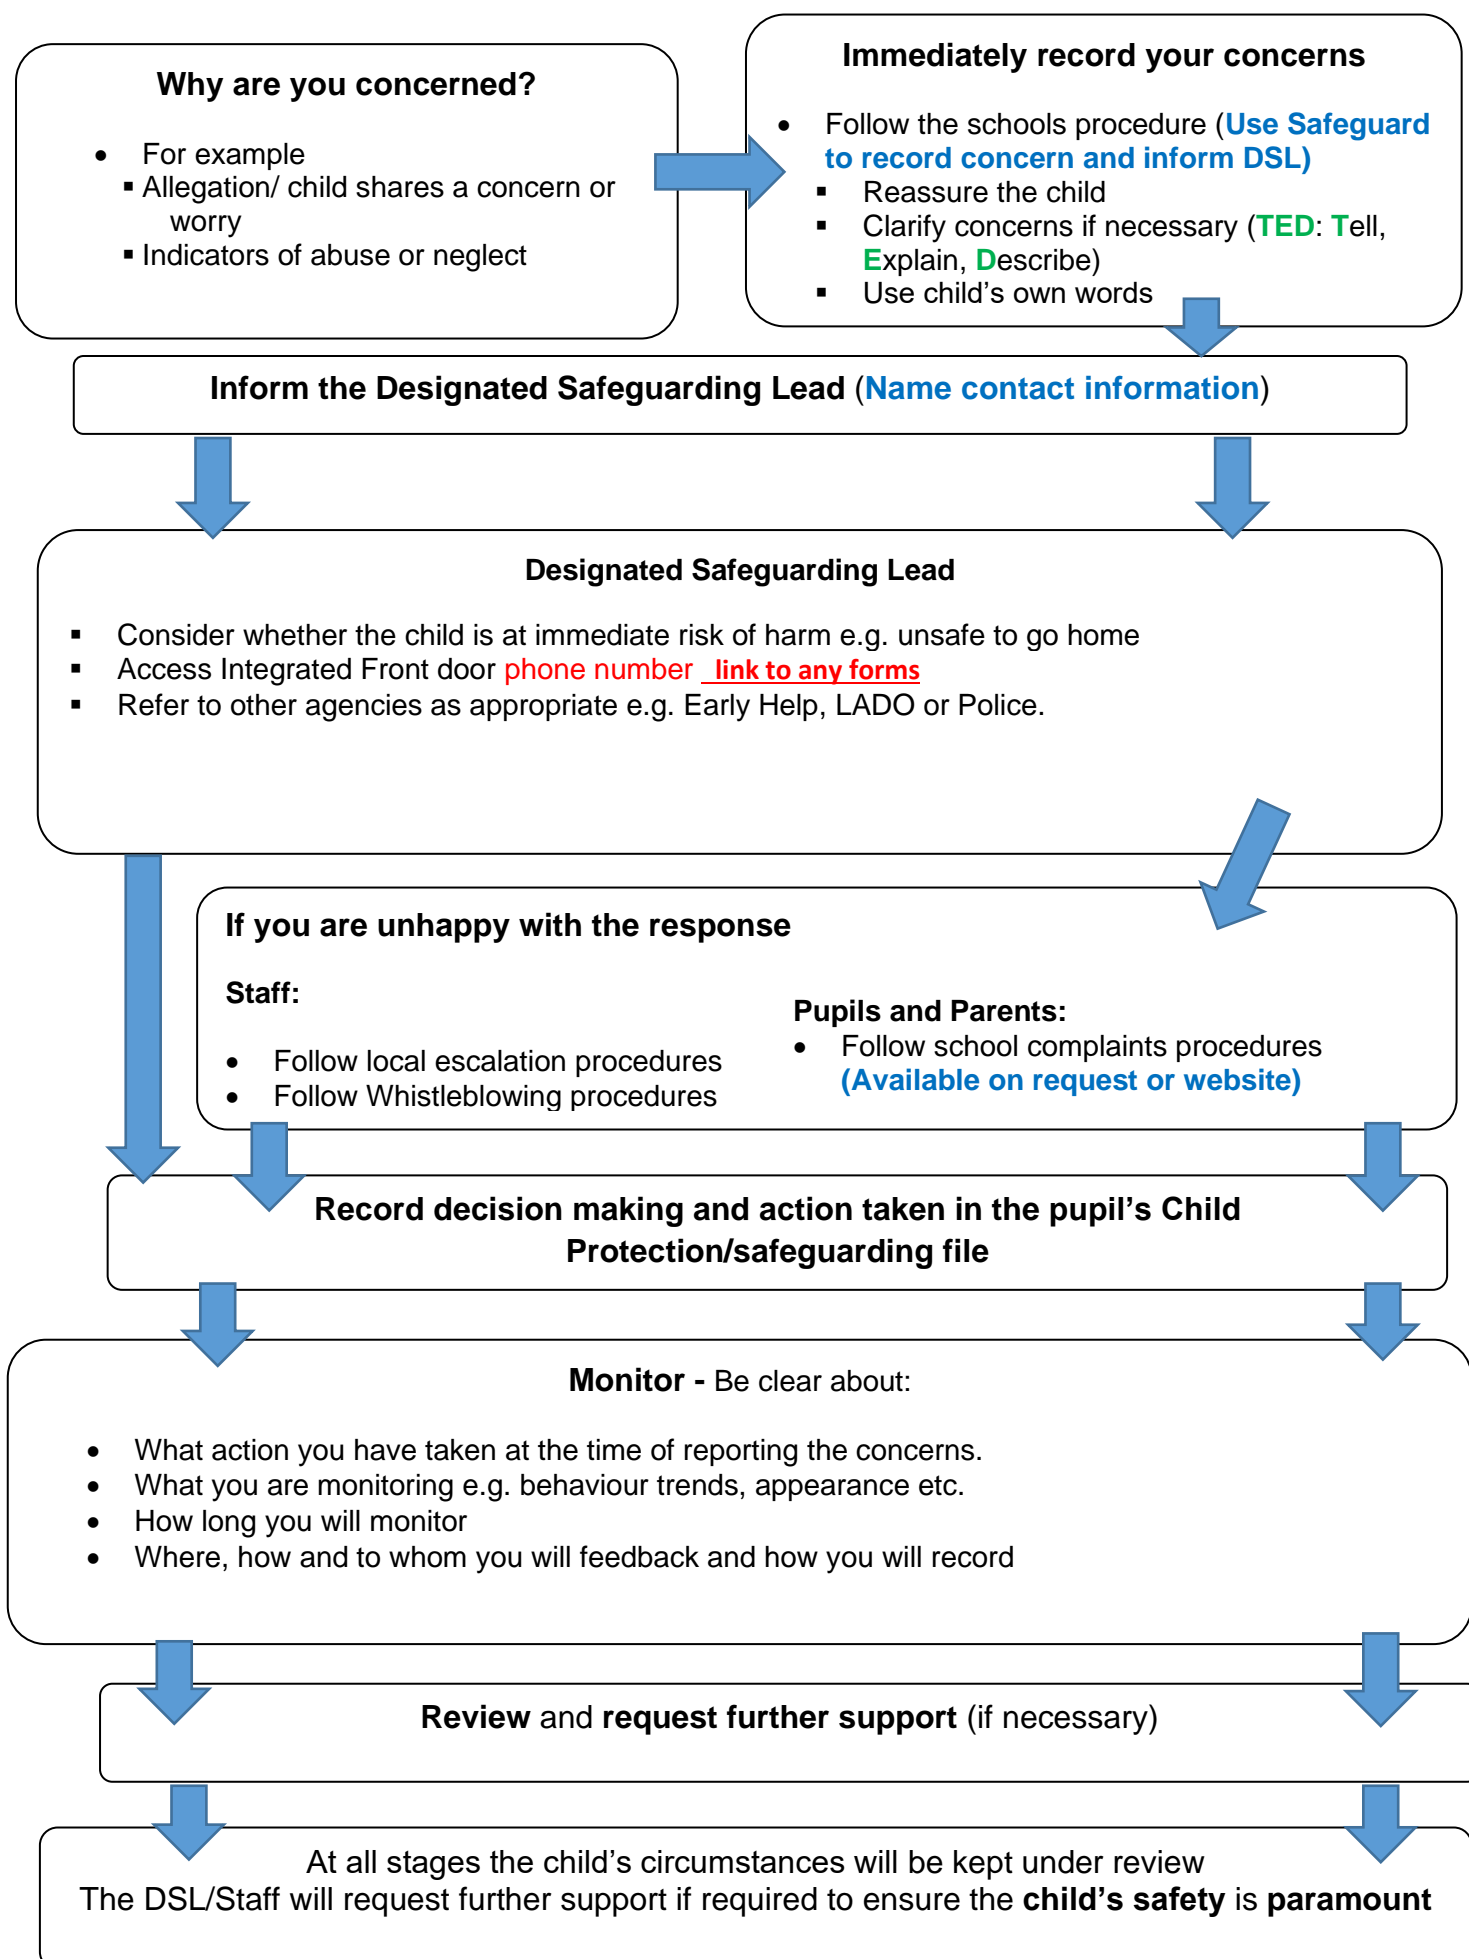 Why are you concerned?
• For example
▪ Allegation/ child shares a concern or
worry
▪ Indicators of abuse or neglect
Immediately record your concerns
• Follow the schools procedure (Use Safeguard
to record concern and inform DSL)
▪ Reassure the child
▪ Clarify concerns if necessary (TED: Tell,
Explain, Describe)
▪ Use child’s own words
Inform the Designated Safeguarding Lead (Name contact information)
Designated Safeguarding Lead
▪ Consider whether the child is at immediate risk of harm e.g. unsafe to go home
▪ Access Integrated Front door phone number link to any forms
▪ Refer to other agencies as appropriate e.g. Early Help, LADO or Police.
If you are unhappy with the response
Staff:
• Follow local escalation procedures
• Follow Whistleblowing procedures
Pupils and Parents:
• Follow school complaints procedures
(Available on request or website)
Record decision making and action taken in the pupil’s Child
Protection/safeguarding file
Monitor - Be clear about:
• What action you have taken at the time of reporting the concerns.
• What you are monitoring e.g. behaviour trends, appearance etc.
• How long you will monitor
• Where, how and to whom you will feedback and how you will record
Review and request further support (if necessary)
At all stages the child’s circumstances will be kept under review
The DSL/Staff will request further support if required to ensure the child’s safety is paramount